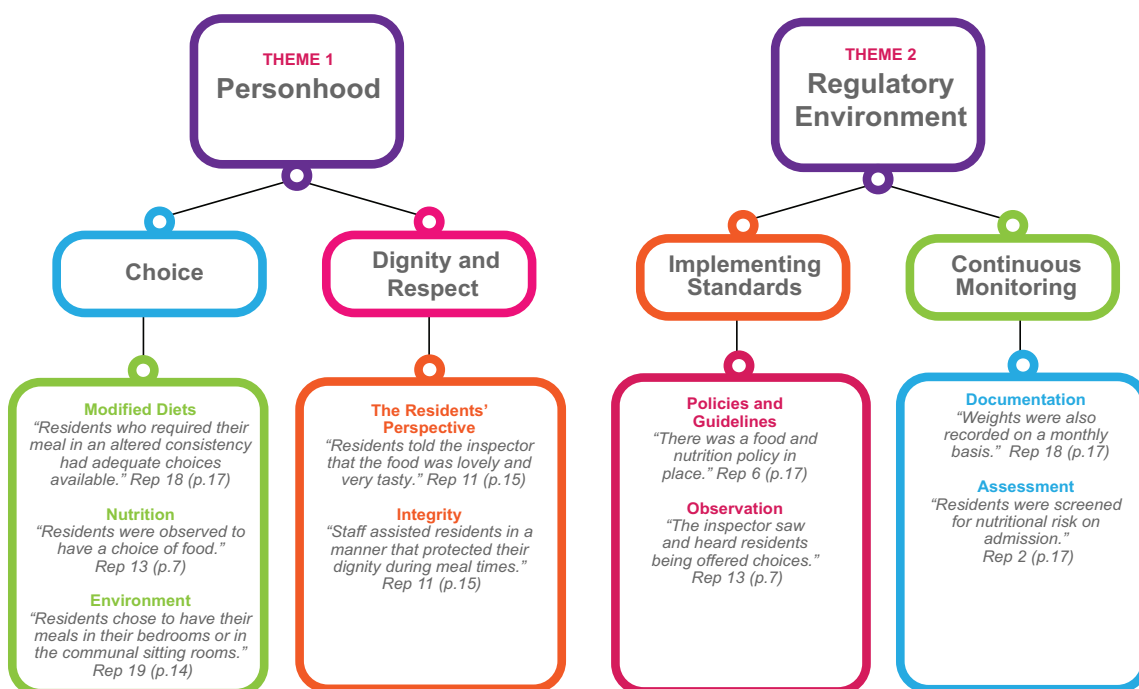 THEME 1
Personhood
THEME 2
Regulatory
Environment
Choice
Dignity and
Respect
Implementing
Standards
Continuous
Monitoring
Modified Diets
“Residents who required their
meal in an altered consistency
had adequate choices
available.” Rep 18 (p.17)
Nutrition
“Residents were observed to
have a choice of food.”
Rep 13 (p.7)
Environment
“Residents chose to have their
meals in their bedrooms or in
the communal sitting rooms.”
Rep 19 (p.14)
The Residents’
Perspective
“Residents told the inspector
that the food was lovely and
very tasty.” Rep 11 (p.15)
Integrity
“Staff assisted residents in a
manner that protected their
dignity during meal times.”
Rep 11 (p.15)
Policies and
Guidelines
“There was a food and
nutrition policy in
place.” Rep 6 (p.17)
Observation
“The inspector saw
and heard residents
being offered choices.”
Rep 13 (p.7)
Documentation
“Weights were also
recorded on a monthly
basis.” Rep 18 (p.17)
Assessment
“Residents were screened
for nutritional risk on
admission.”
Rep 2 (p.17)